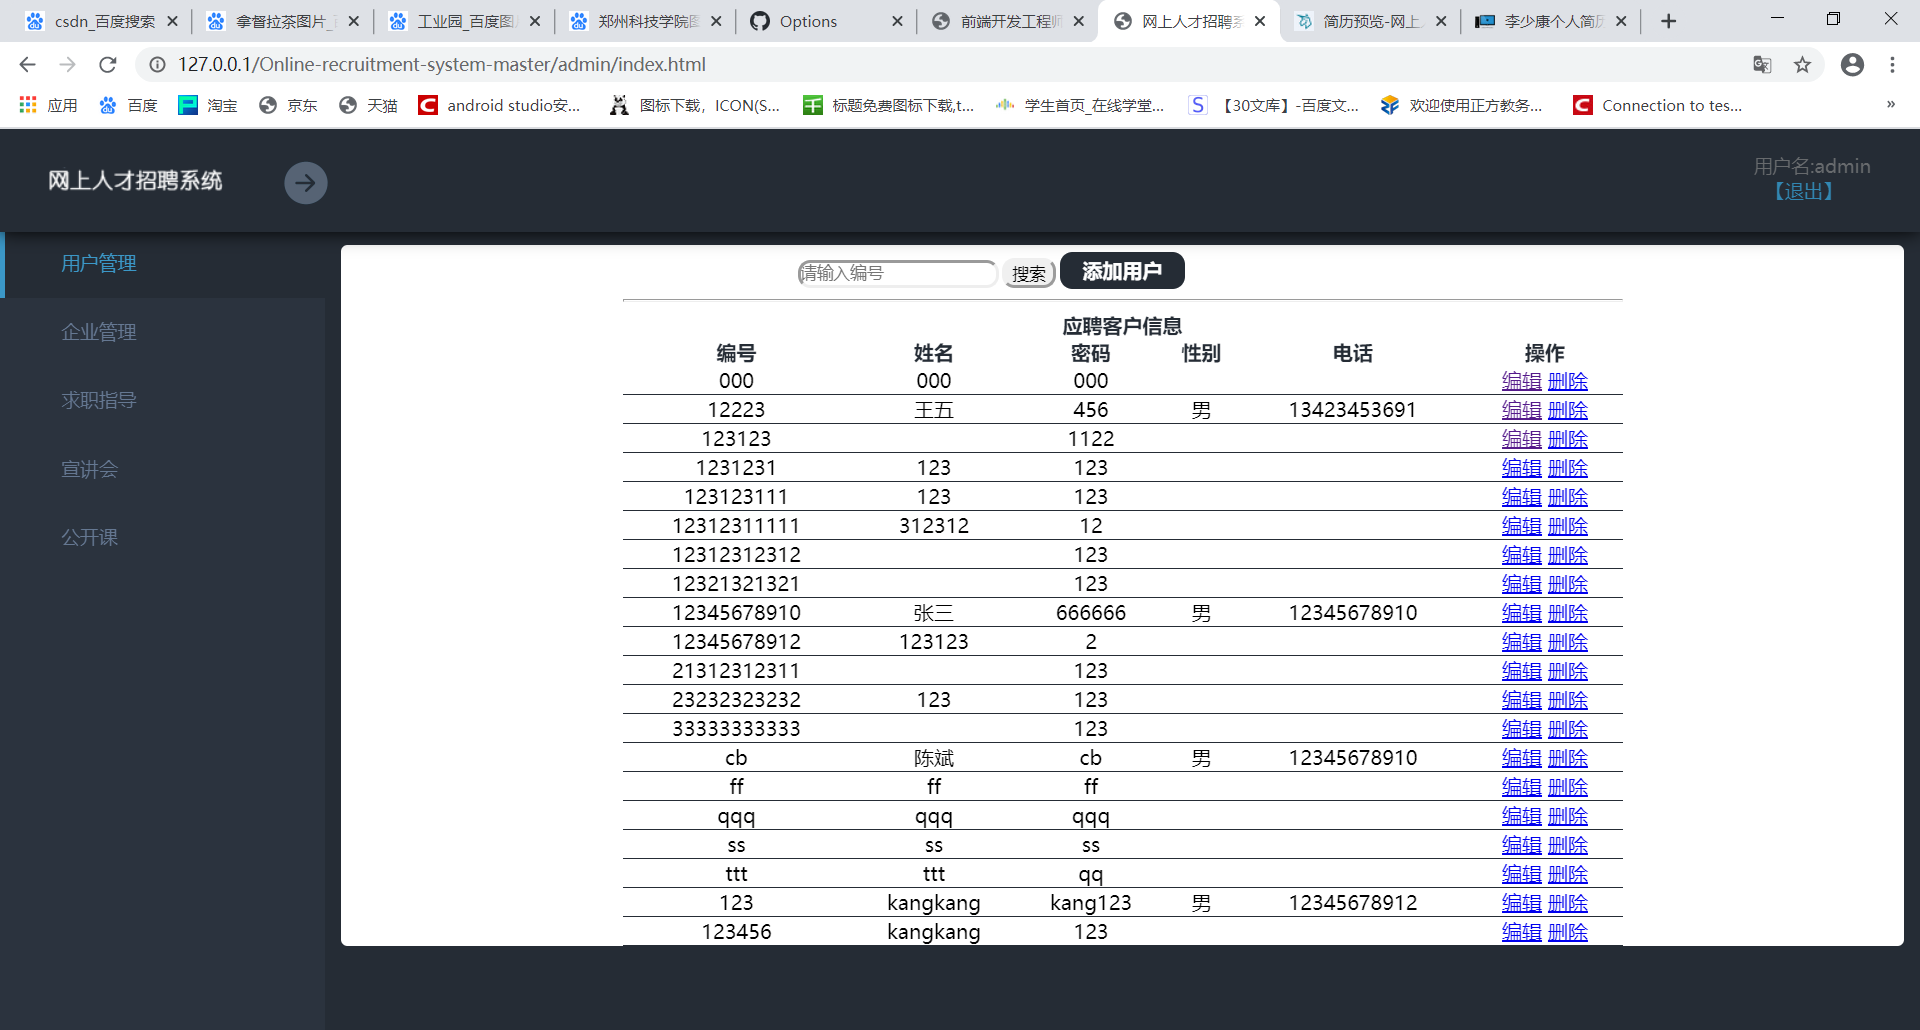 csdn_百度搜索
拿督拉茶图片_
工业园_百度图
郑州科技学院图
Options
前端开发工程师
网上人才招聘系
简历预览-网上
李少康个人简历
127.0.0.1/Online-recruitment-system-master/admin/index.html
应用 百度 淘宝 京东 天猫 android studio安... 图标下载，ICON(S... 标题免费图标下载,t... 学生首页_在线学堂... 【30文库】-百度文... 欢迎使用正方教务... Connection to tes... »
网上人才招聘系统
用户名:admin
【退出】
用户管理
企业管理
求职指导
宣讲会
公开课
请输入编号 搜索 添加用户
应聘客户信息
编号 姓名 密码 性别 电话 操作
000 000 000 编辑 删除
12223 王五 456 男 13423453691 编辑 删除
123123 1122 编辑 删除
1231231 123 123 编辑 删除
123123111 123 123 编辑 删除
12312311111 312312 12 编辑 删除
12312312312 123 编辑 删除
12321321321 123 编辑 删除
12345678910 张三 666666 男 12345678910 编辑 删除
12345678912 123123 2 编辑 删除
21312312311 123 编辑 删除
23232323232 123 123 编辑 删除
33333333333 123 编辑 删除
cb 陈斌 cb 男 12345678910 编辑 删除
ff ff ff 编辑 删除
qqq qqq qqq 编辑 删除
ss ss ss 编辑 删除
ttt ttt qq 编辑 删除
123 kangkang kang123 男 12345678912 编辑 删除
123456 kangkang 123 编辑 删除